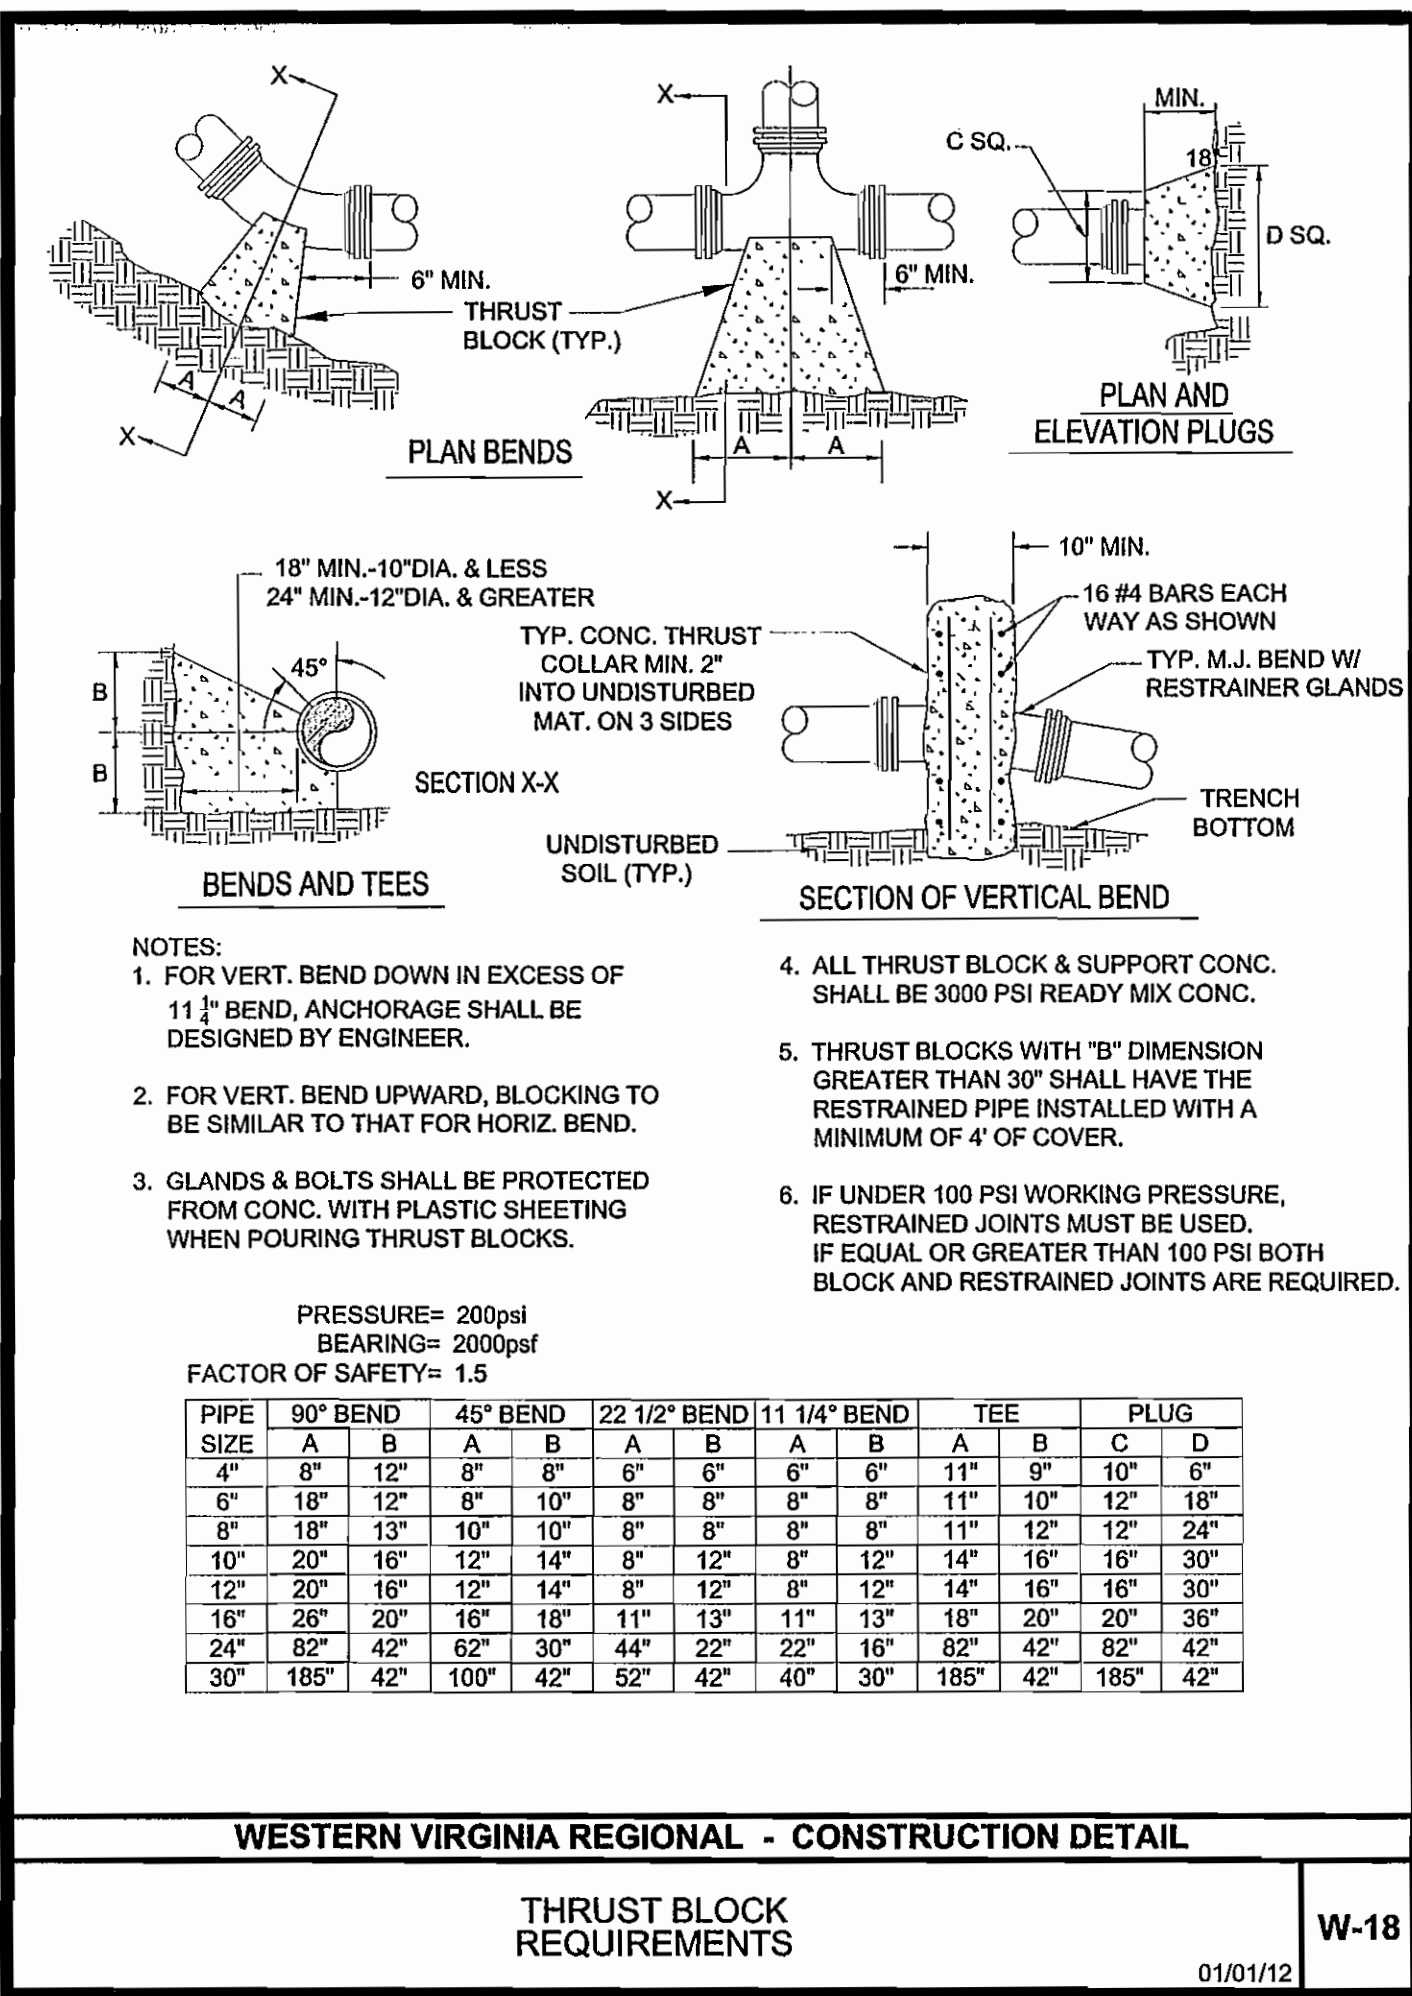 X
X
MIN.
C SQ.
18"
D SQ.
6" MIN.
6" MIN.
THRUST
BLOCK (TYP.)
A
A
X
PLAN BENDS
A
A
X
PLAN AND
ELEVATION PLUGS
18" MIN.-10"DIA. & LESS
24" MIN.-12"DIA. & GREATER
45°
B
B
SECTION X-X
BENDS AND TEES
10" MIN.
16 #4 BARS EACH
WAY AS SHOWN
TYP. CONC. THRUST
COLLAR MIN. 2"
INTO UNDISTURBED
MAT. ON 3 SIDES
TYP. M.J. BEND W/
RESTRAINER GLANDS
TRENCH
BOTTOM
UNDISTURBED
SOIL (TYP.)
SECTION OF VERTICAL BEND
NOTES:
1. FOR VERT. BEND DOWN IN EXCESS OF
11 1/4" BEND, ANCHORAGE SHALL BE
DESIGNED BY ENGINEER.
2. FOR VERT. BEND UPWARD, BLOCKING TO
BE SIMILAR TO THAT FOR HORIZ. BEND.
3. GLANDS & BOLTS SHALL BE PROTECTED
FROM CONC. WITH PLASTIC SHEETING
WHEN POURING THRUST BLOCKS.
4. ALL THRUST BLOCK & SUPPORT CONC.
SHALL BE 3000 PSI READY MIX CONC.
5. THRUST BLOCKS WITH "B" DIMENSION
GREATER THAN 30" SHALL HAVE THE
RESTRAINED PIPE INSTALLED WITH A
MINIMUM OF 4' OF COVER.
6. IF UNDER 100 PSI WORKING PRESSURE,
RESTRAINED JOINTS MUST BE USED.
IF EQUAL OR GREATER THAN 100 PSI BOTH
BLOCK AND RESTRAINED JOINTS ARE REQUIRED.
PRESSURE= 200psi
BEARING= 2000psf
FACTOR OF SAFETY= 1.5
PIPE 90° BEND 45° BEND 22 1/2° BEND 11 1/4° BEND TEE PLUG
SIZE A B A B A B A B A B C D
4" 8" 12" 8" 8" 6" 6" 6" 6" 11" 9" 10" 6"
6" 18" 12" 8" 10" 8" 8" 8" 8" 11" 10" 12" 18"
8" 18" 13" 10" 10" 8" 8" 8" 8" 11" 12" 12" 24"
10" 20" 16" 12" 14" 8" 12" 8" 12" 14" 16" 16" 30"
12" 20" 16" 12" 14" 8" 12" 8" 12" 14" 16" 16" 30"
16" 26" 20" 16" 18" 11" 13" 11" 13" 18" 20" 20" 36"
24" 82" 42" 62" 30" 44" 22" 22" 16" 82" 42" 82" 42"
30" 185" 42" 100" 42" 52" 42" 40" 30" 185" 42" 185" 42"
WESTERN VIRGINIA REGIONAL - CONSTRUCTION DETAIL
THRUST BLOCK
REQUIREMENTS
W-18
01/01/12